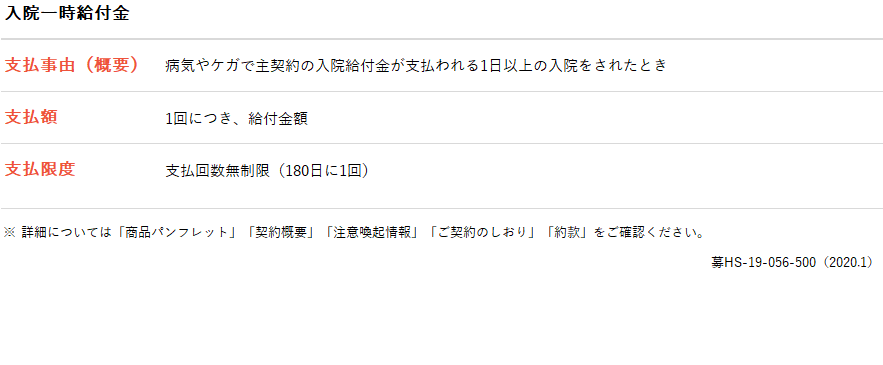 入院一時給付金
支払事由（概要） 病気やケガで主契約の入院給付金が支払われる1日以上の入院をされたとき
支払額 1回につき、給付金額
支払限度 支払回数無制限（180日に1回）
※ 詳細については「商品パンフレット」「契約概要」「注意喚起情報」「ご契約のしおり」「約款」をご確認ください。
募HS-19-056-500（2020.1）